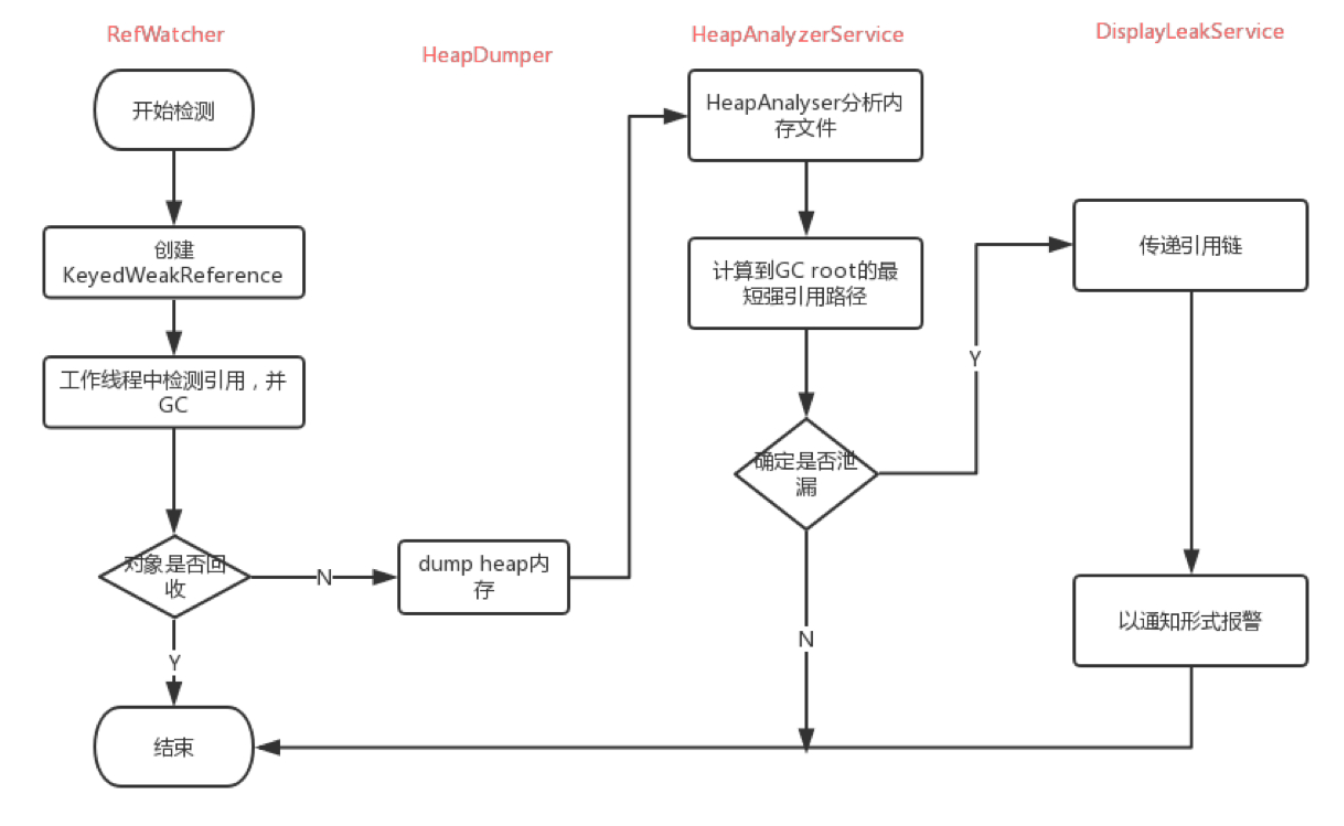 RefWatcher
开始检测
创建
KeyedWeakReference
工作线程中检测引用，并
GC
对象是否回
收
Y
结束
N
HeapDumper
dump heap内
存
HeapAnalyzerService
HeapAnalyser分析内
存文件
计算到GC root的最
短强引用路径
确定是否泄
漏
N
Y
DisplayLeakService
传递引用链
以通知形式报警